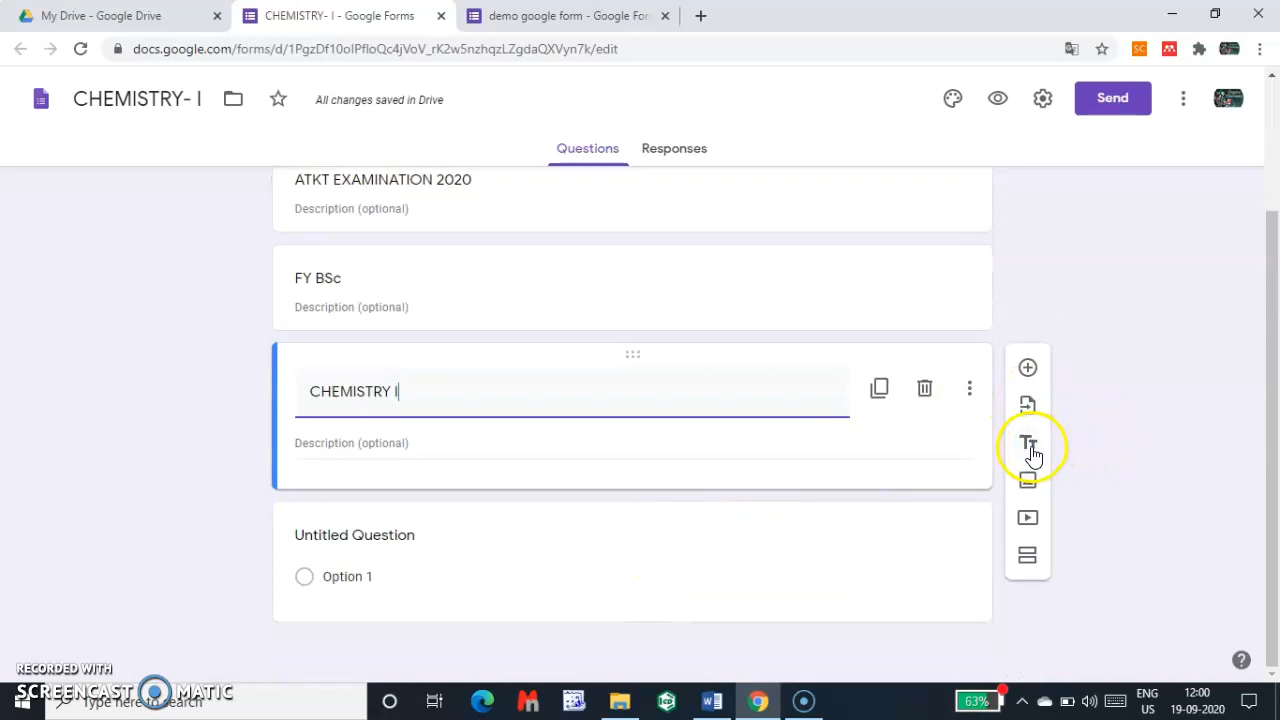 My Drive - Google Drive
CHEMISTRY- I - Google Forms
demo google form - Google For
docs.google.com/forms/d/1PgzDf10oIPfIoQc4jVoV_rK2w5nzhqzLZgdaQXVyn7k/edit
SC
CHEMISTRY- I
All changes saved in Drive
Send
Questions
Responses
ATKT EXAMINATION 2020
Description (optional)
FY BSc
Description (optional)
CHEMISTRY I
Description (optional)
Untitled Question
Option 1
RECORDED WITH
SCREENCAST MATIC
Type here to search
63%
ENG
US
12:00
19-09-2020